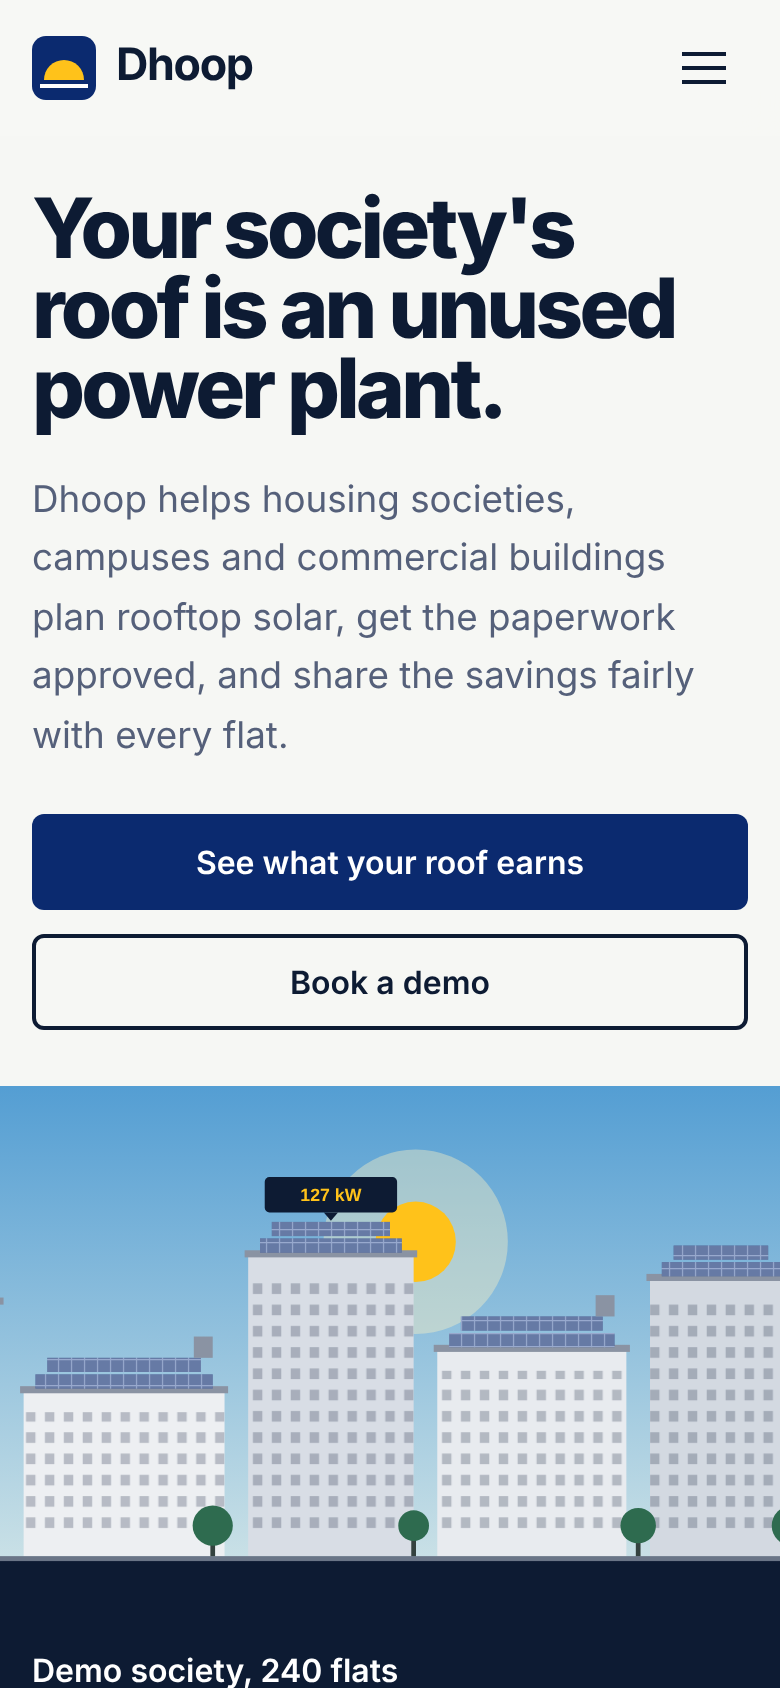 Dhoop
Your society's
roof is an unused
power plant.
Dhoop helps housing societies,
campuses and commercial buildings
plan rooftop solar, get the paperwork
approved, and share the savings fairly
with every flat.
See what your roof earns
Book a demo
127 kW
Demo society, 240 flats